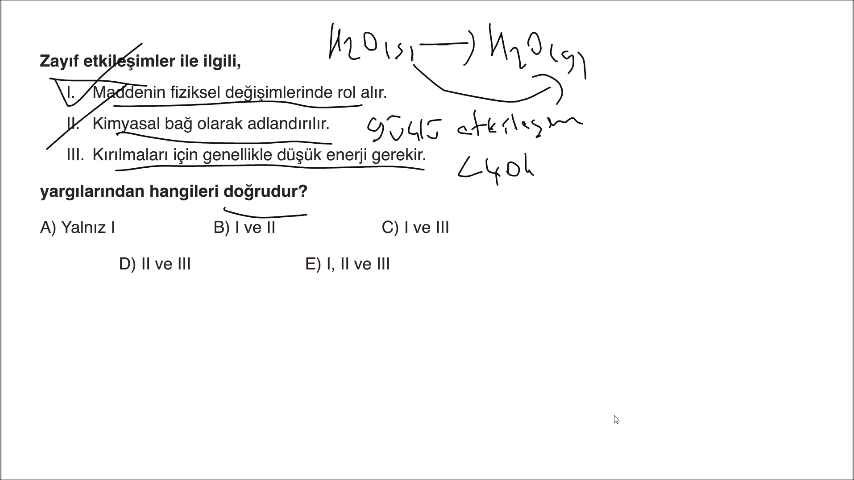 H2O(s) → H2O(g)
Zayıf etkileşimler ile ilgili,
I. Maddenin fiziksel değişimlerinde rol alır.
II. Kimyasal bağ olarak adlandırılır. güçlü etkileşim
III. Kırılmaları için genellikle düşük enerji gerekir. <40k
yargılarından hangileri doğrudur?
A) Yalnız I B) I ve II C) I ve III
D) II ve III E) I, II ve III